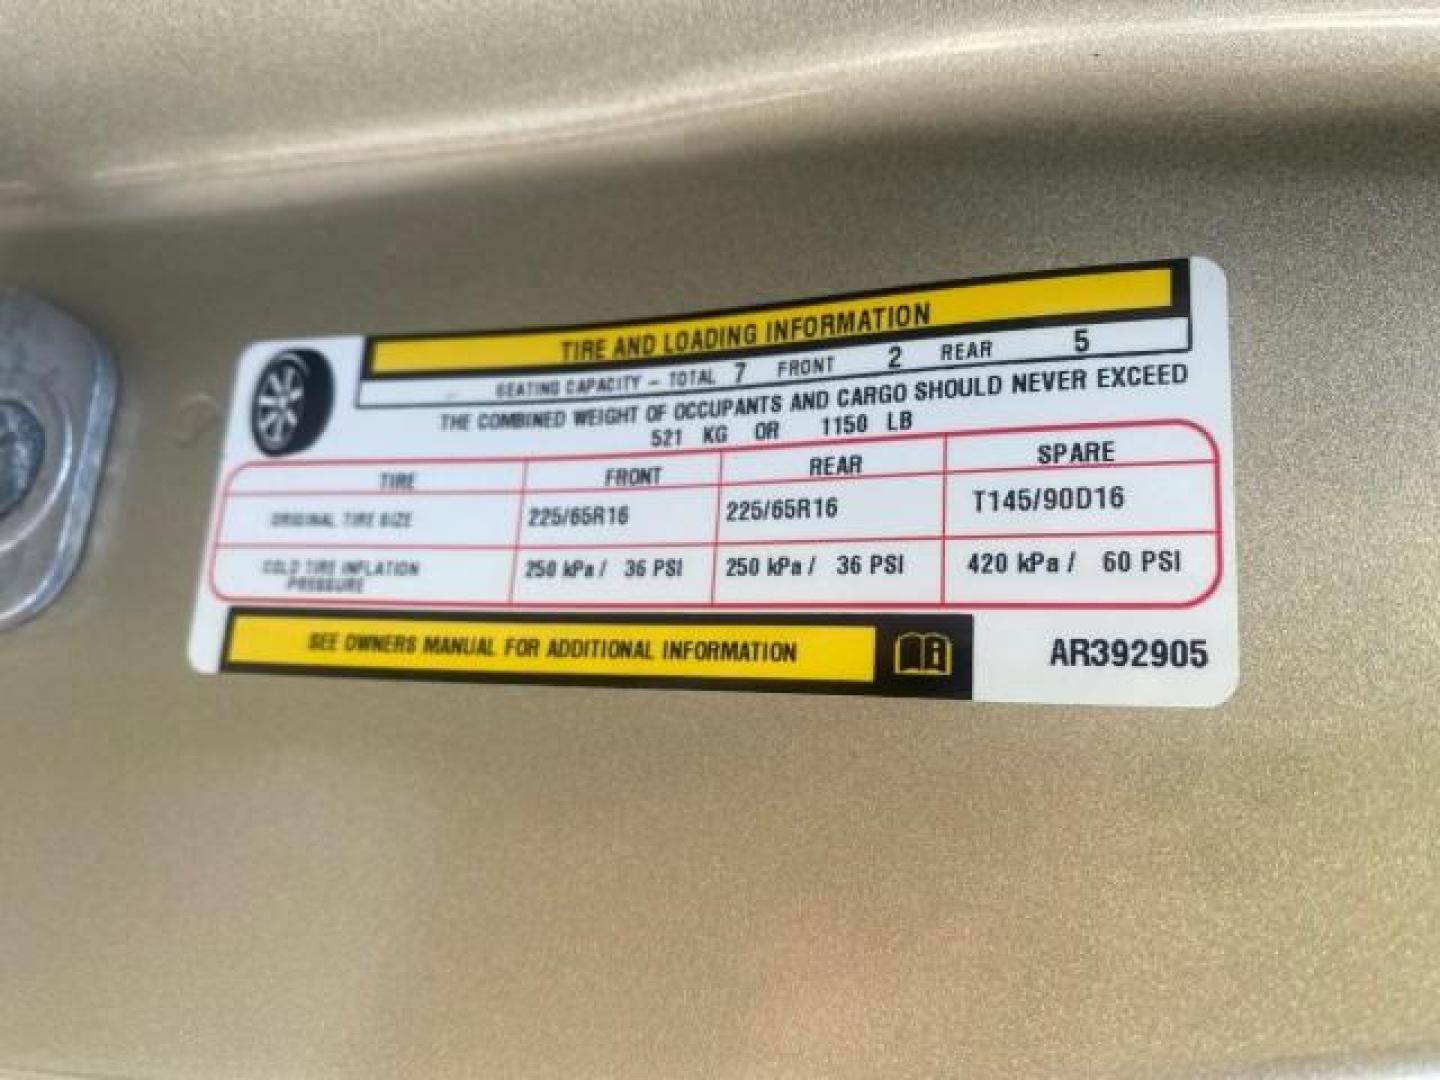 TIRE AND LOADING INFORMATION
SEATING CAPACITY - TOTAL 7 FRONT 2 REAR 5
THE COMBINED WEIGHT OF OCCUPANTS AND CARGO SHOULD NEVER EXCEED
521 KG OR 1150 LB
TIRE FRONT REAR SPARE
ORIGINAL TIRE SIZE 225/65R16 225/65R16 T145/90D16
COLD TIRE INFLATION PRESSURE 250 kPa / 36 PSI 250 kPa / 36 PSI 420 kPa / 60 PSI
SEE OWNERS MANUAL FOR ADDITIONAL INFORMATION
AR392905